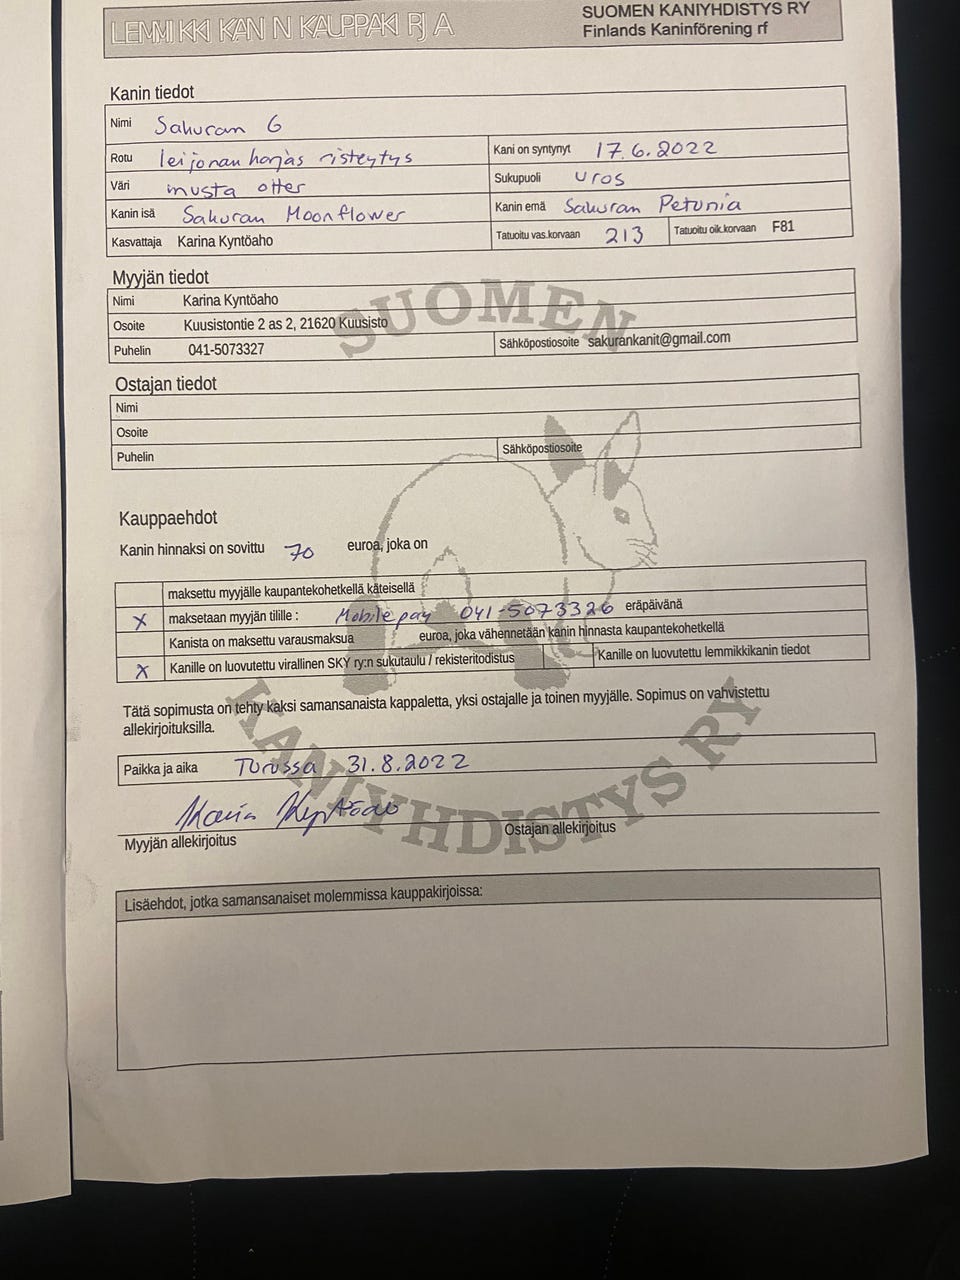 LEMMIKKIKANIN KAUPPAKIRJA
SUOMEN KANIYHDISTYS RY
Finlands Kaninförening rf
Kanin tiedot
Nimi Sakuran G
Rotu leijonanharjas risteytys Kani on syntynyt 17.6.2022
Väri musta otter Sukupuoli uros
Kanin isä Sakuran Moonflower Kanin emä Sakuran Petunia
Kasvattaja Karina Kyntöaho Tatuoitu vas.korvaan 213 Tatuoitu oik.korvaan F81
Myyjän tiedot
Nimi Karina Kyntöaho
Osoite Kuusistontie 2 as 2, 21620 Kuusisto
Puhelin 041-5073327 Sähköpostiosoite sakurankanit@gmail.com
Ostajan tiedot
Nimi
Osoite
Puhelin Sähköpostiosoite
Kauppaehdot
Kanin hinnaksi on sovittu 70 euroa, joka on
maksettu myyjälle kaupantekohetkellä käteisellä
x maksetaan myyjän tilille : Mobilepay 041-5073326 eräpäivänä
Kanista on maksettu varausmaksua euroa, joka vähennetään kanin hinnasta kaupantekohetkellä
x Kanille on luovutettu virallinen SKY ry:n sukutaulu / rekisteritodistus Kanille on luovutettu lemmikkikanin tiedot
Tätä sopimusta on tehty kaksi samansanaista kappaletta, yksi ostajalle ja toinen myyjälle. Sopimus on vahvistettu
allekirjoituksilla.
Paikka ja aika Turussa 31.8.2022
Karina Kyntöaho
Myyjän allekirjoitus Ostajan allekirjoitus
Lisäehdot, jotka samansanaiset molemmissa kauppakirjoissa:
SUOMEN
KANIYHDISTYS RY